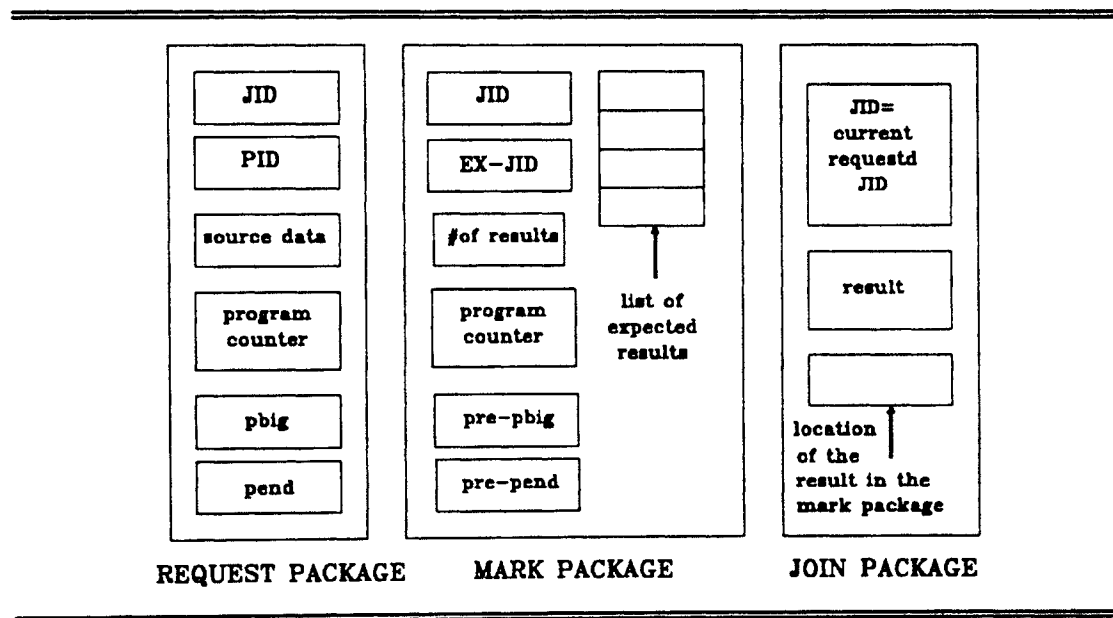 JID
PID
source data
program
counter
pbig
pend
REQUEST PACKAGE
JID
EX-JID
#of results
program
counter
pre-pbig
pre-pend
list of
expected
results
MARK PACKAGE
JID=
current
requestd
JID
result
location
of the
result in the
mark package
JOIN PACKAGE